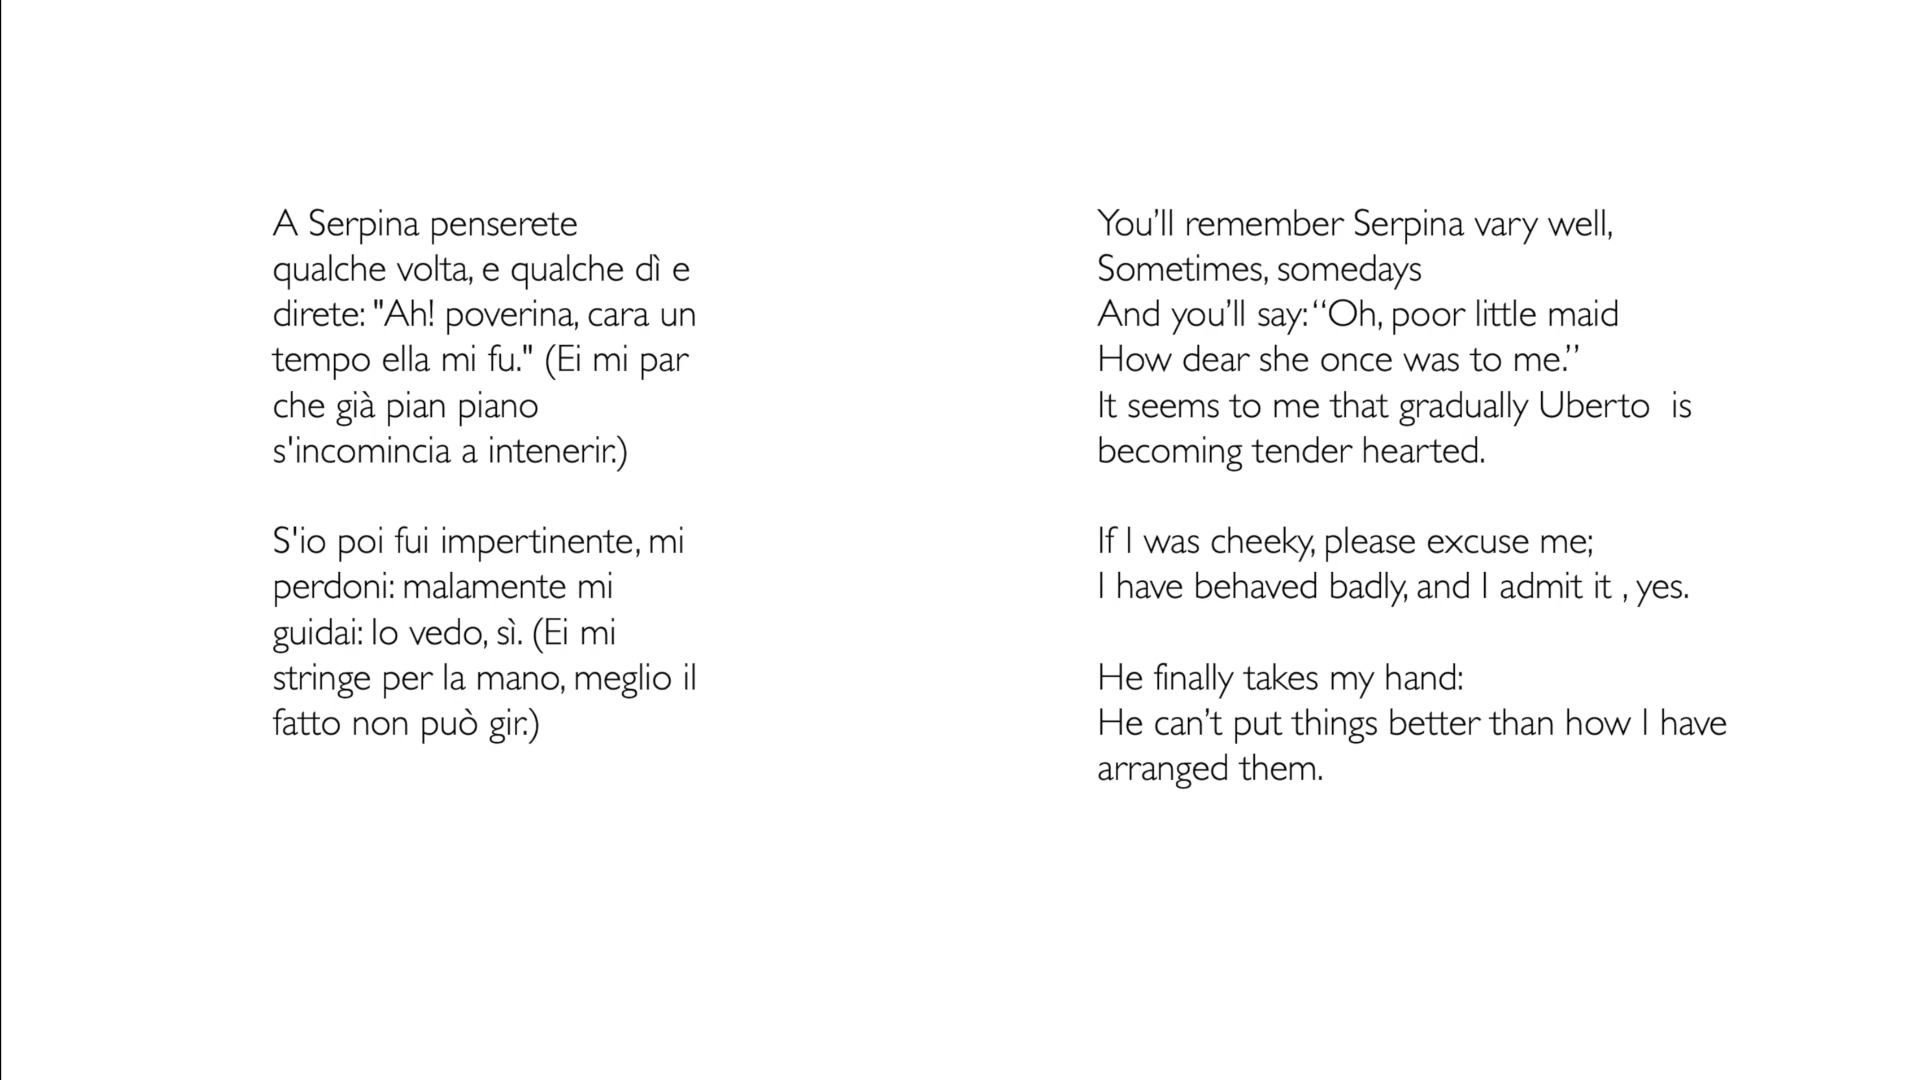 A Serpina penserete
qualche volta, e qualche dì e
direte: "Ah! poverina, cara un
tempo ella mi fu." (Ei mi par
che già pian piano
s'incomincia a intenerir.)
S'io poi fui impertinente, mi
perdoni: malamente mi
guidai: lo vedo, sì. (Ei mi
stringe per la mano, meglio il
fatto non può gir.)
You’ll remember Serpina vary well,
Sometimes, somedays
And you’ll say: “Oh, poor little maid
How dear she once was to me.”
It seems to me that gradually Uberto  is
becoming tender hearted.
If I was cheeky, please excuse me;
I have behaved badly, and I admit it , yes.
He finally takes my hand:
He can’t put things better than how I have
arranged them.